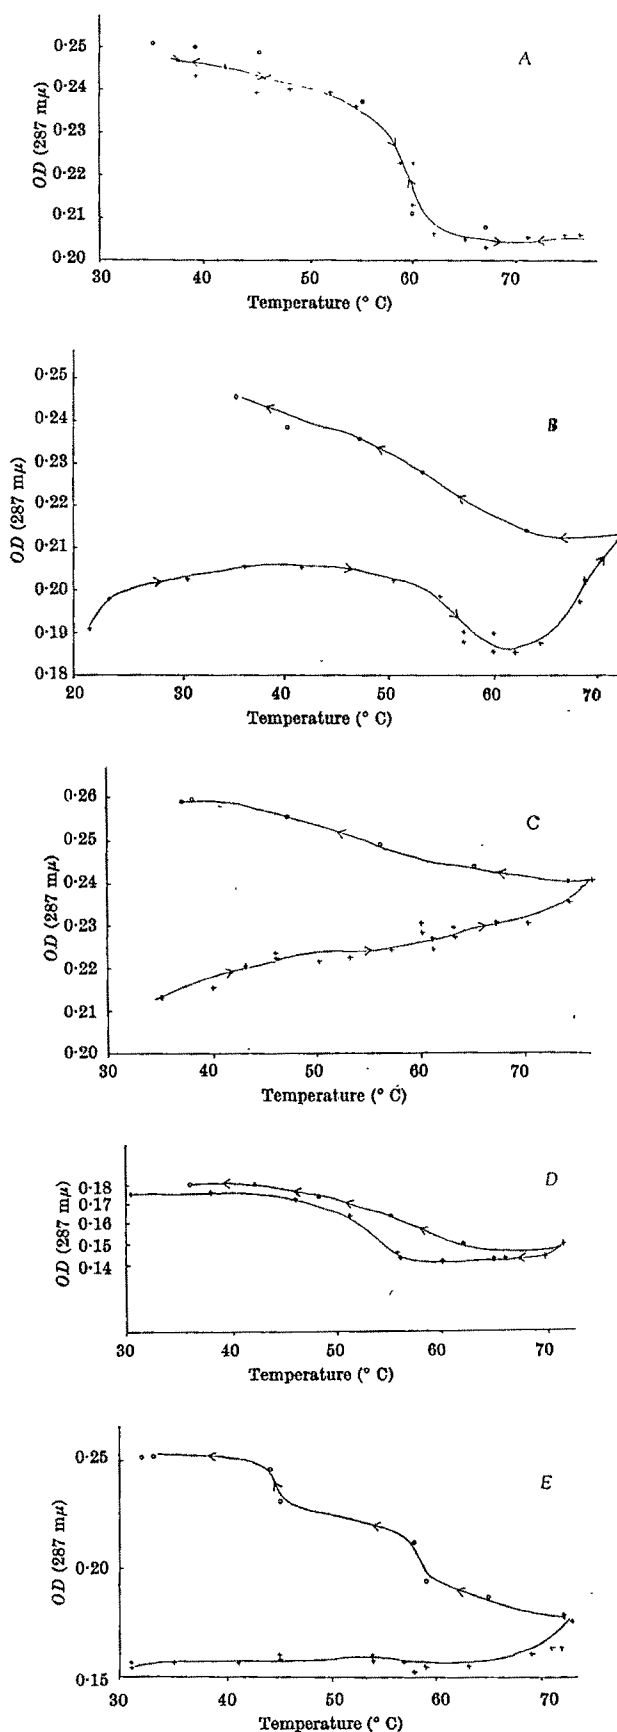 A
0·25
0·24
0·23
0·22
0·21
0·20
OD (287 mμ)
30 40 50 60 70
Temperature (° C)
B
0·25
0·24
0·23
0·22
0·21
0·20
0·19
0·18
OD (287 mμ)
20 30 40 50 60 70
Temperature (° C)
C
0·26
0·25
0·24
0·23
0·22
0·21
0·20
OD (287 mμ)
30 40 50 60 70
Temperature (° C)
D
0·18
0·17
0·16
0·15
0·14
OD (287 mμ)
30 40 50 60 70
Temperature (° C)
E
0·25
0·20
0·15
OD (287 mμ)
30 40 50 60 70
Temperature (° C)